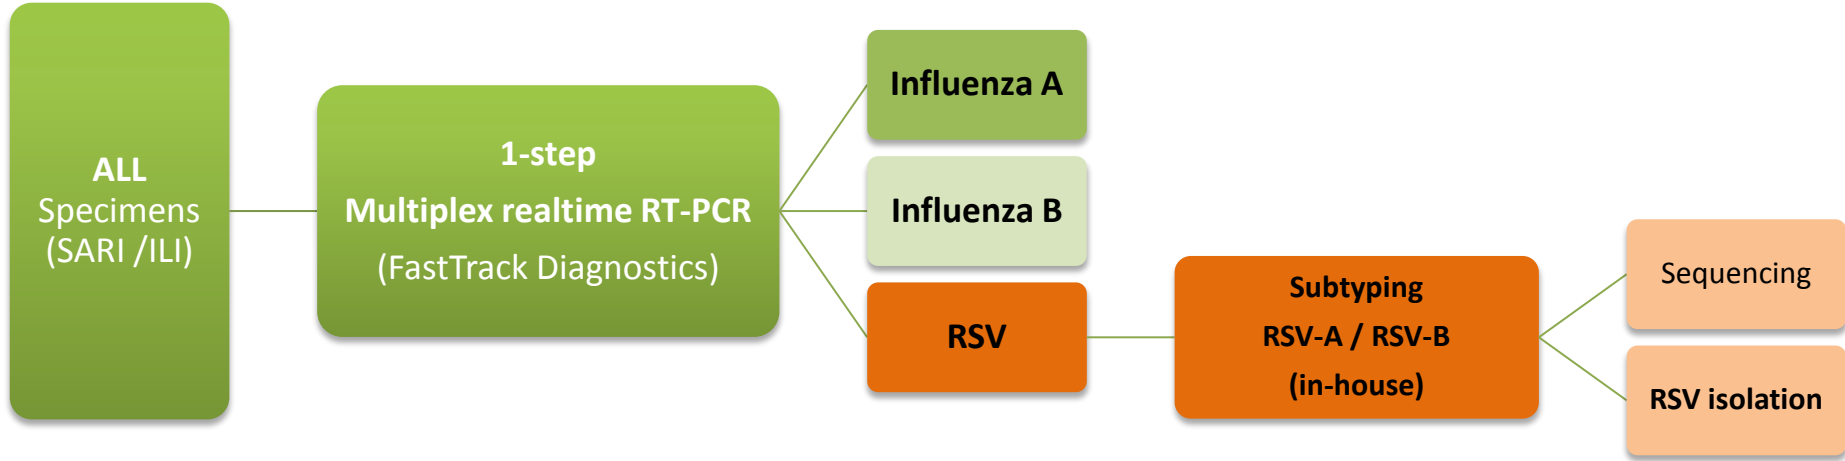 ALL
Specimens
(SARI /ILI)
1-step
Multiplex realtime RT-PCR
(FastTrack Diagnostics)
Influenza A
Influenza B
RSV
Subtyping
RSV-A / RSV-B
(in-house)
Sequencing
RSV isolation